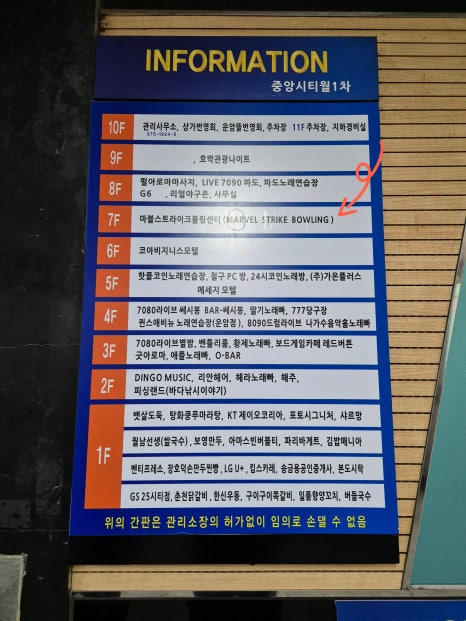 INFORMATION
중앙시티월1차
10F
관리사무소, 상가번영회, 운암뜰번영회, 주차장 11F 주차장, 지하경비실
375-1924~5
9F
, 호박관광나이트
8F
펄아로마마사지, LIVE 7090 파도, 파도노래연습장
G6 , 리얼야구존, 사무실
7F
마블스트라이크볼링센터 (MARVEL STRIKE BOWLING)
6F
코아비지니스모텔
5F
핫플코인노래연습장, 철구 PC 방, 24시코인노래방, (주)가온플러스
메세지 모텔
4F
7080라이브 쎄시봉 BAR-쎄시봉, 딸기노래빠, 777당구장
퀸스애비뉴 노래연습장(운암점), 8090드럼라이브 나가수음악홀노래빠
3F
7080라이브별밤, 벤틀리룸, 황제노래빠, 보드게임카페 레드버튼
굿아로마, 애플노래빠, O-BAR
2F
DINGO MUSIC, 리안헤어, 헤라노래빠, 해주,
피싱랜드(바다낚시이야기)
1F
뱃살도둑, 탕화쿵푸마라탕, KT 제이오코리아, 포토시그니처, 샤르망
월남선생(쌀국수), 보영만두, 아마스빈버블티, 파리바게트, 김밥매니아
벤티프레소, 장호덕손만두찐빵, LG U+, 킴스카레, 송금용공인중개사, 본도시락
GS 25시티점, 춘천닭갈비, 한신우동, 구이구이쪽갈비, 일품향양꼬치, 버들국수
위의 간판은 관리소장의 허가없이 임의로 손댈 수 없음